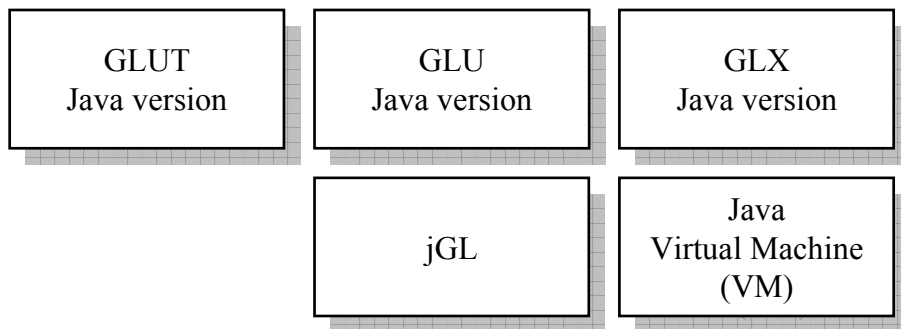 GLUT
Java version
GLU
Java version
GLX
Java version
jGL
Java
Virtual Machine
(VM)